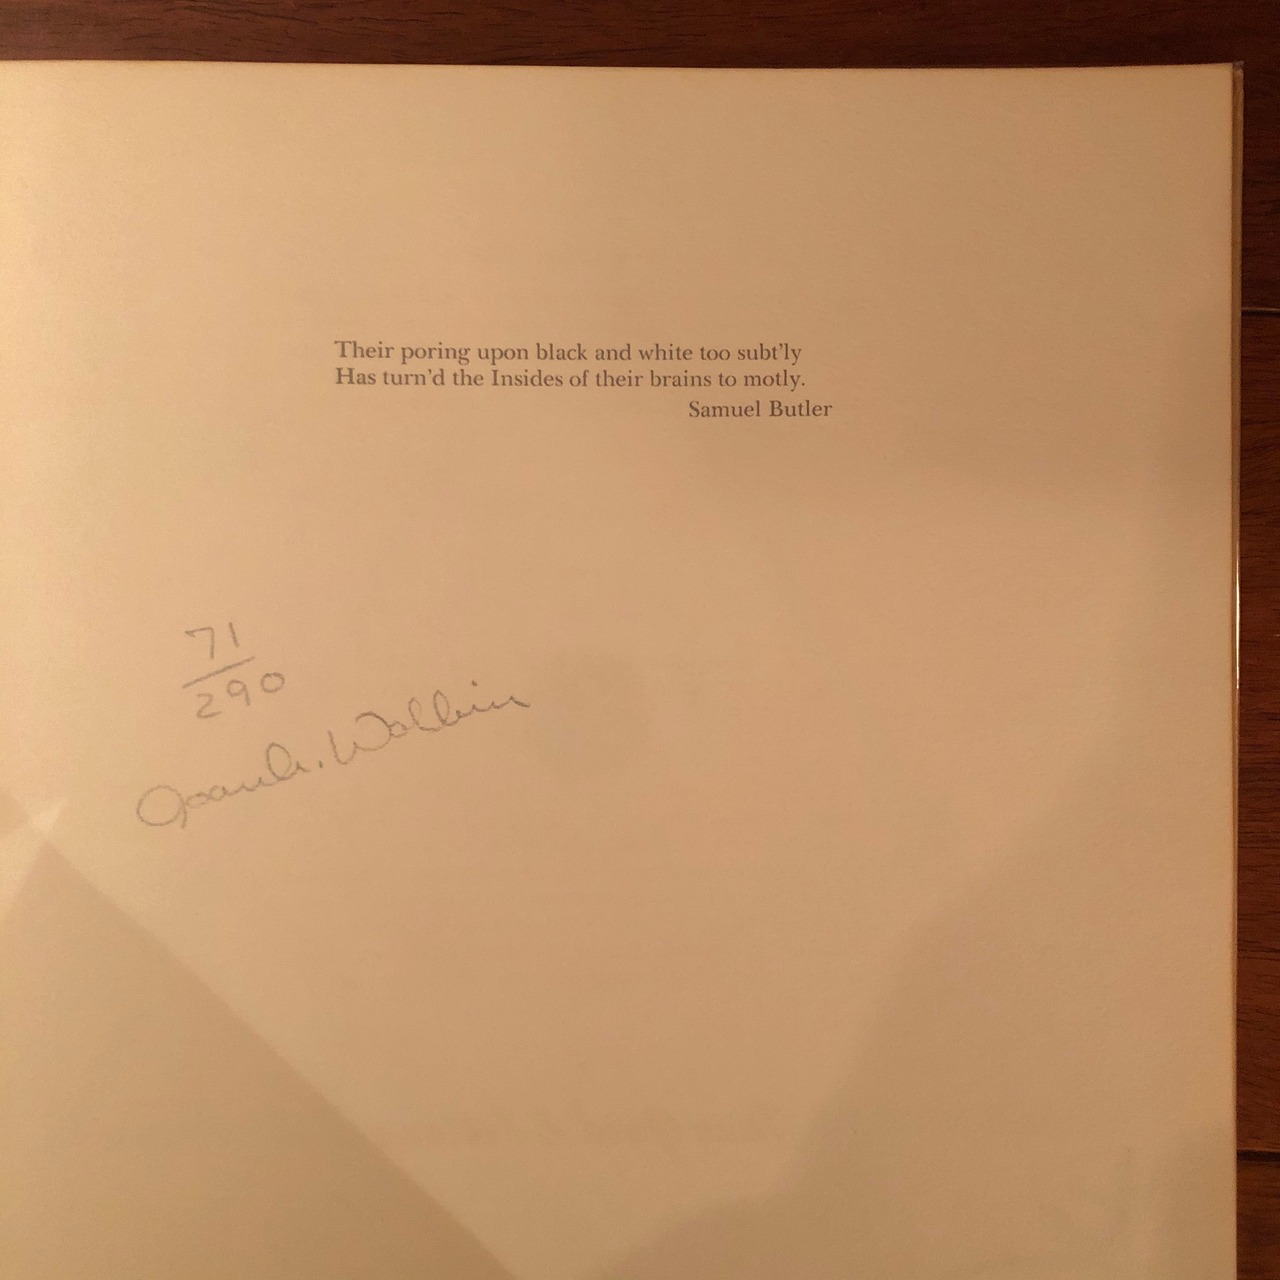 Their poring upon black and white too subt'ly
Has turn'd the Insides of their brains to motly.
Samuel Butler
71
290